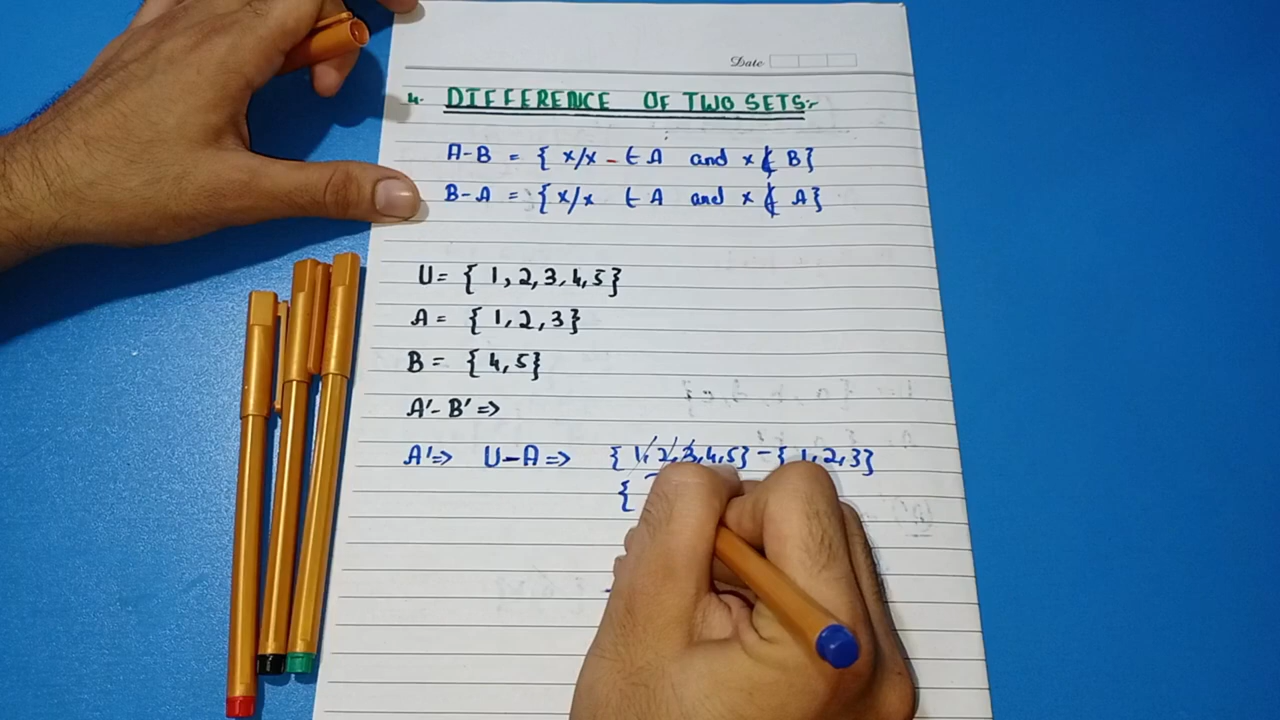 Date
4. DIFFERENCE OF TWO SETS:-
A-B = { x/x - ∈ A and x ∉ B}
B-A = {x/x ∈ A and x ∉ A}
U= { 1,2,3,4,5}
A = { 1,2,3}
B = { 4,5}
A'- B' =>
A'=> U-A => { 1,2,3,4,5} - { 1,2,3}
{